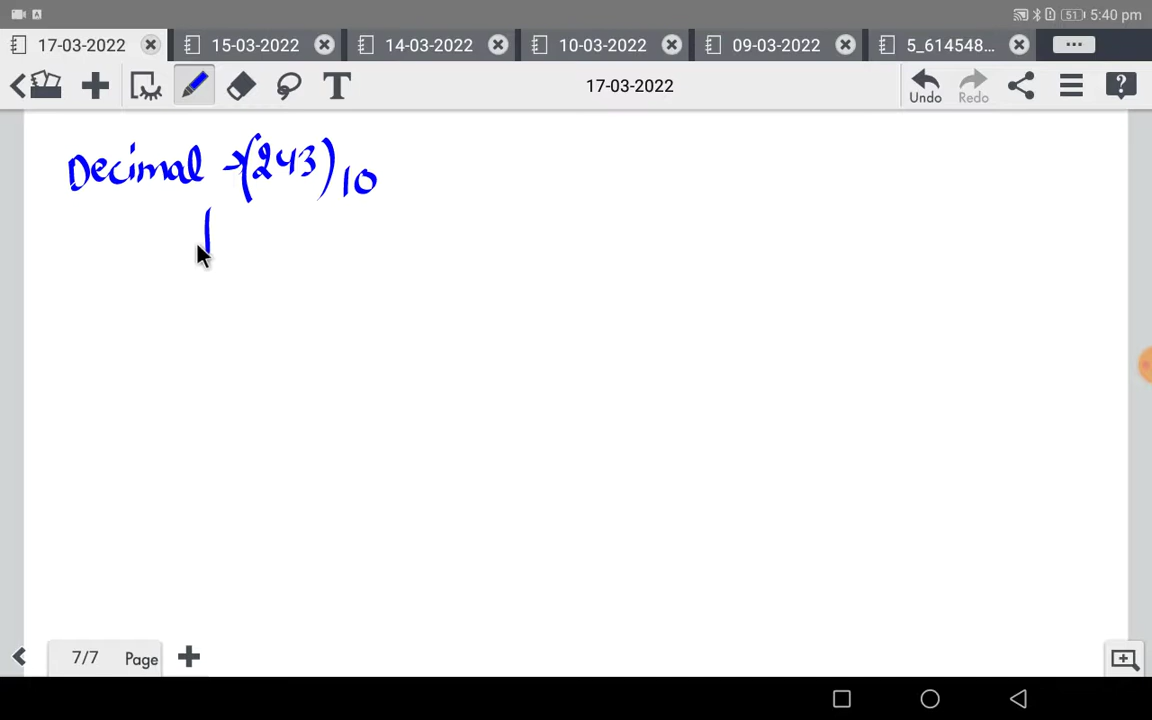 A 51 5:40 pm
17-03-2022 15-03-2022 14-03-2022 10-03-2022 09-03-2022 5_614548... ...
T 17-03-2022 Undo Redo ?
Decimal →(243)10
7/7 Page